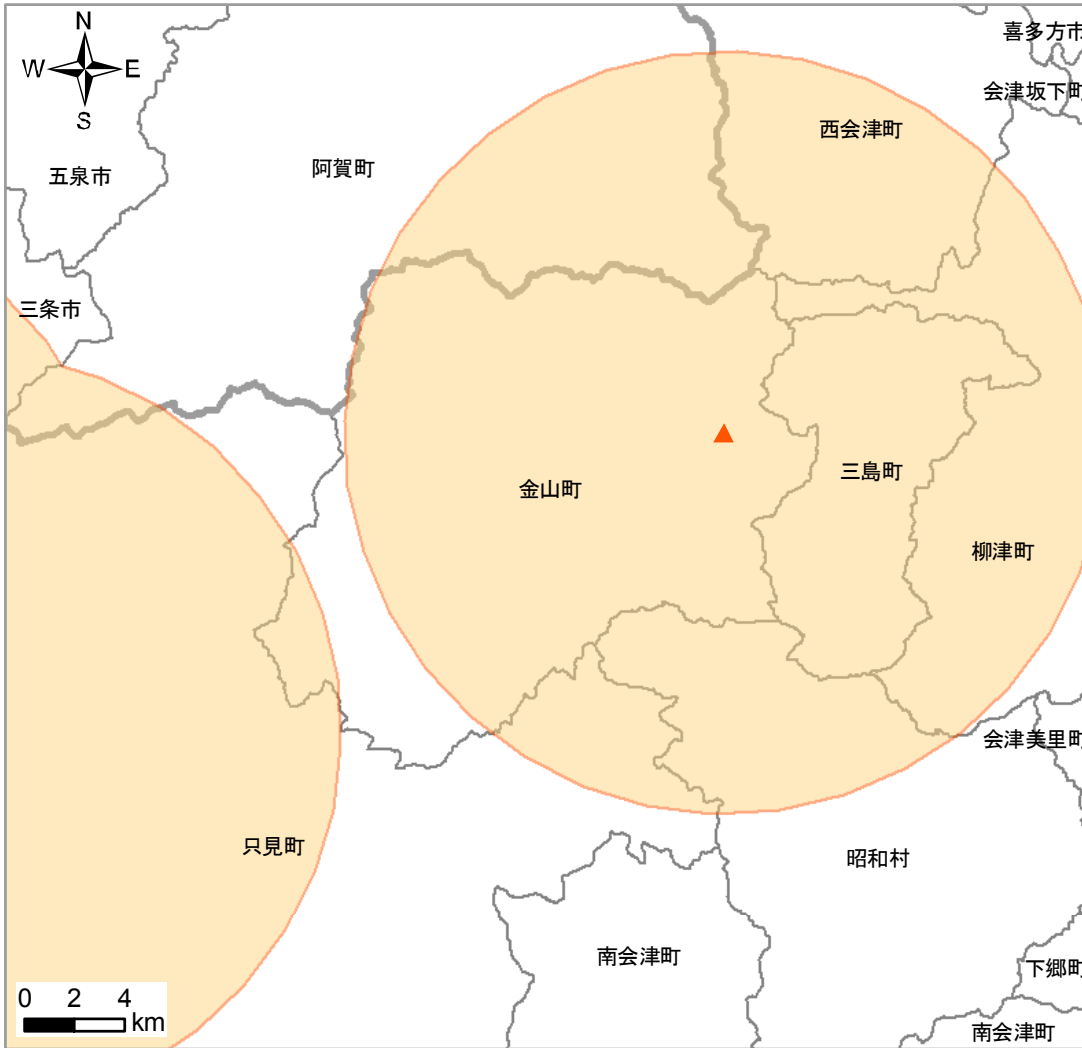 N
W E
S
喜多方市
会津坂下町
西会津町
阿賀町
五泉市
三条市
三島町
金山町
柳津町
会津美里町
只見町
昭和村
南会津町
下郷町
0 2 4
km
南会津町